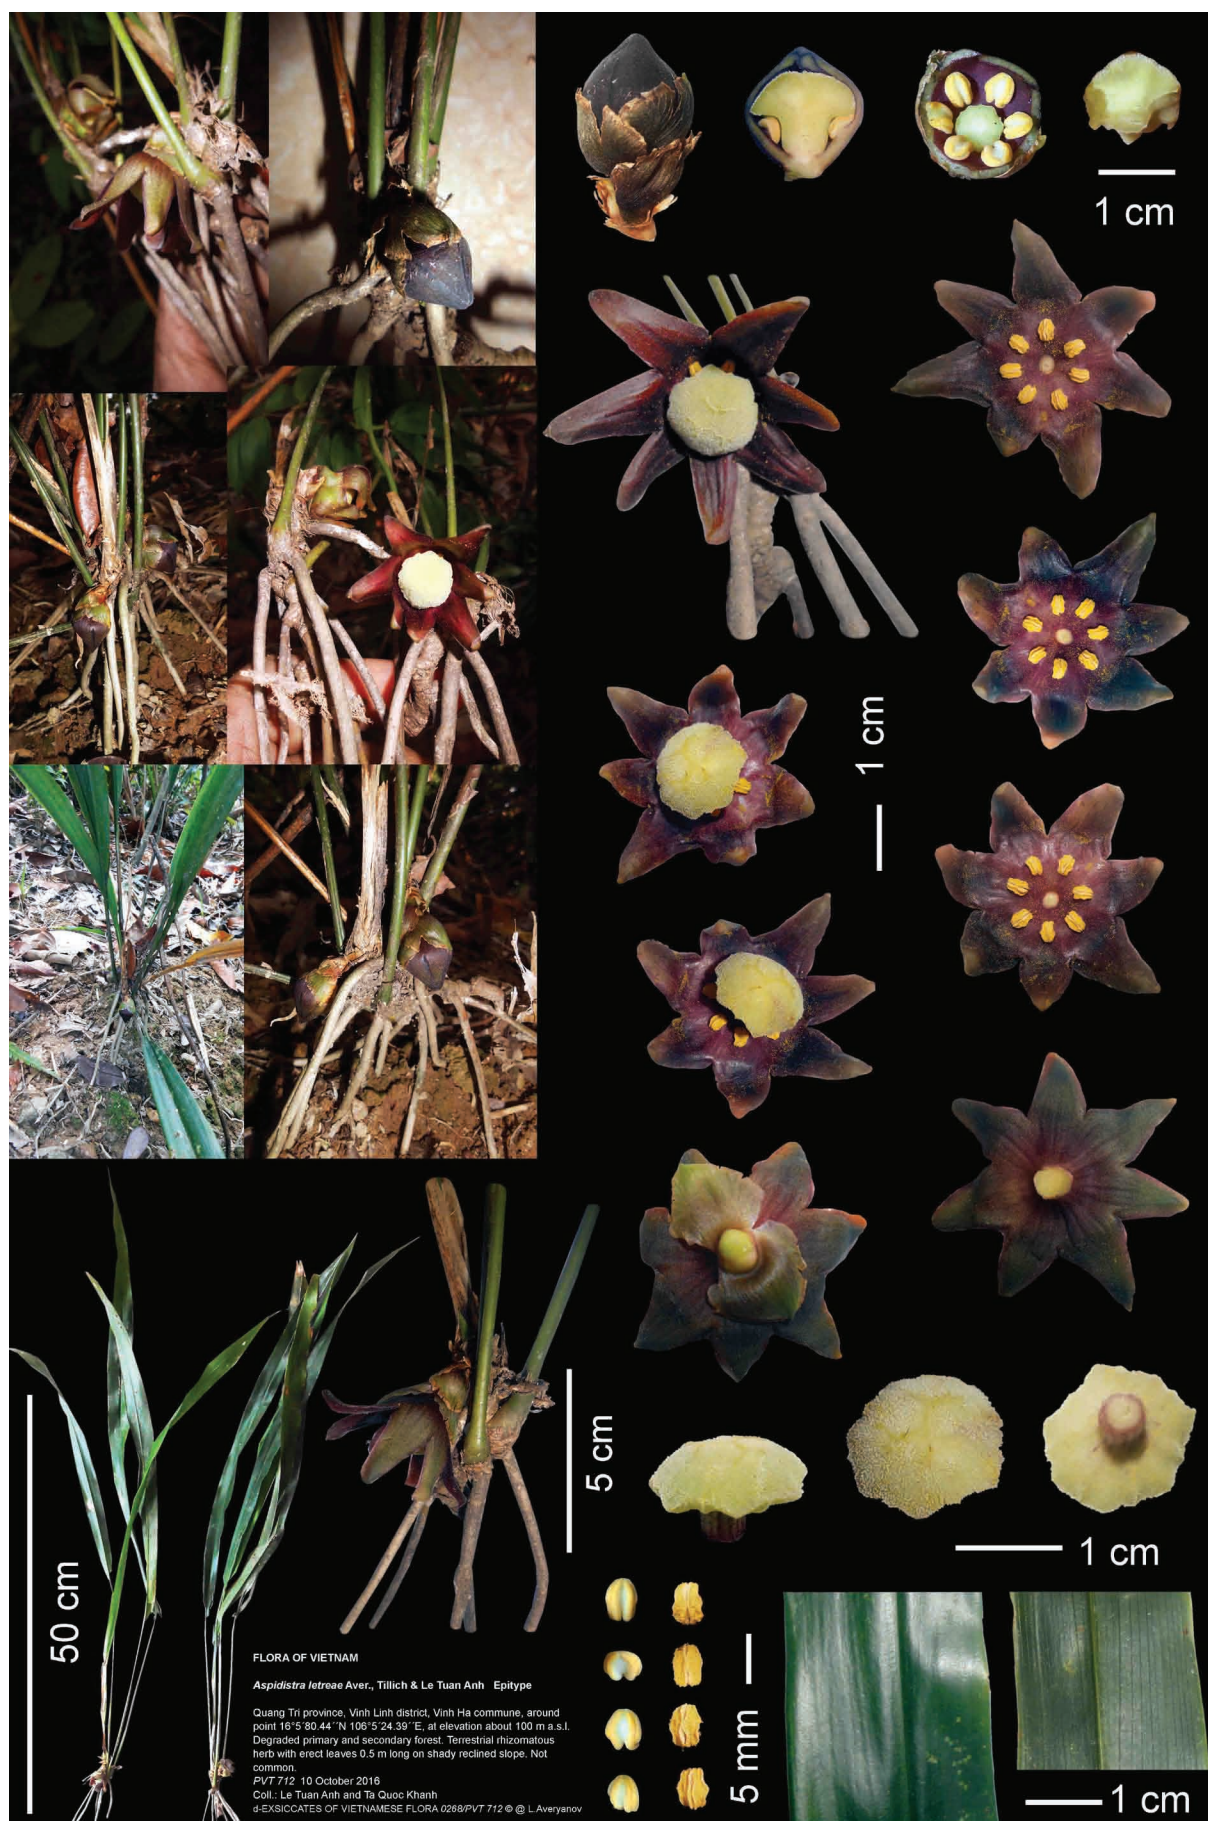 1 cm
1 cm
5 cm
1 cm
50 cm
5 mm
1 cm
FLORA OF VIETNAM
Aspidistra letreae Aver., Tillich & Le Tuan Anh Epitype
Quang Tri province, Vinh Linh district, Vinh Ha commune, around
point 16°5´80.44´´N 106°5´24.39´´E, at elevation about 100 m a.s.l.
Degraded primary and secondary forest. Terrestrial rhizomatous
herb with erect leaves 0.5 m long on shady reclined slope. Not
common.
PVT 712 10 October 2016
Coll.: Le Tuan Anh and Ta Quoc Khanh
d-EXSICCATES OF VIETNAMESE FLORA 0268/PVT 712 © @ L.Averyanov